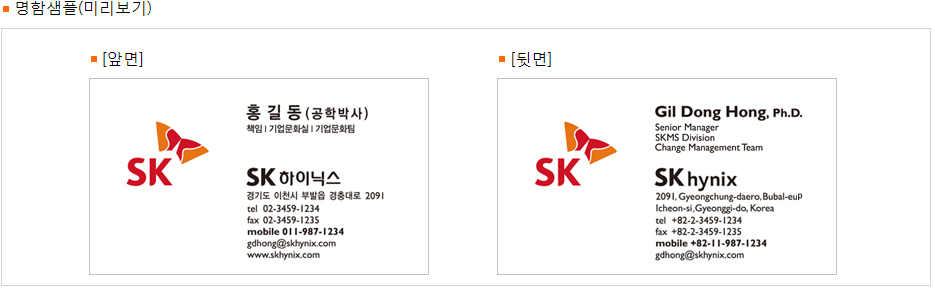 명함샘플(미리보기)
[앞면]
홍 길 동 (공학박사)
책임 | 기업문화실 | 기업문화팀
SK
SK 하이닉스
경기도 이천시 부발읍 경충대로 2091
tel 02-3459-1234
fax 02-3459-1235
mobile 011-987-1234
gdhong@skhynix.com
www.skhynix.com
[뒷면]
Gil Dong Hong, Ph.D.
Senior Manager
SKMS Division
Change Management Team
SK
SK hynix
2091, Gyeongchung-daero, Bubal-eup
Icheon-si, Gyeonggi-do, Korea
tel +82-2-3459-1234
fax +82-2-3459-1235
mobile +82-11-987-1234
gdhong@skhynix.com